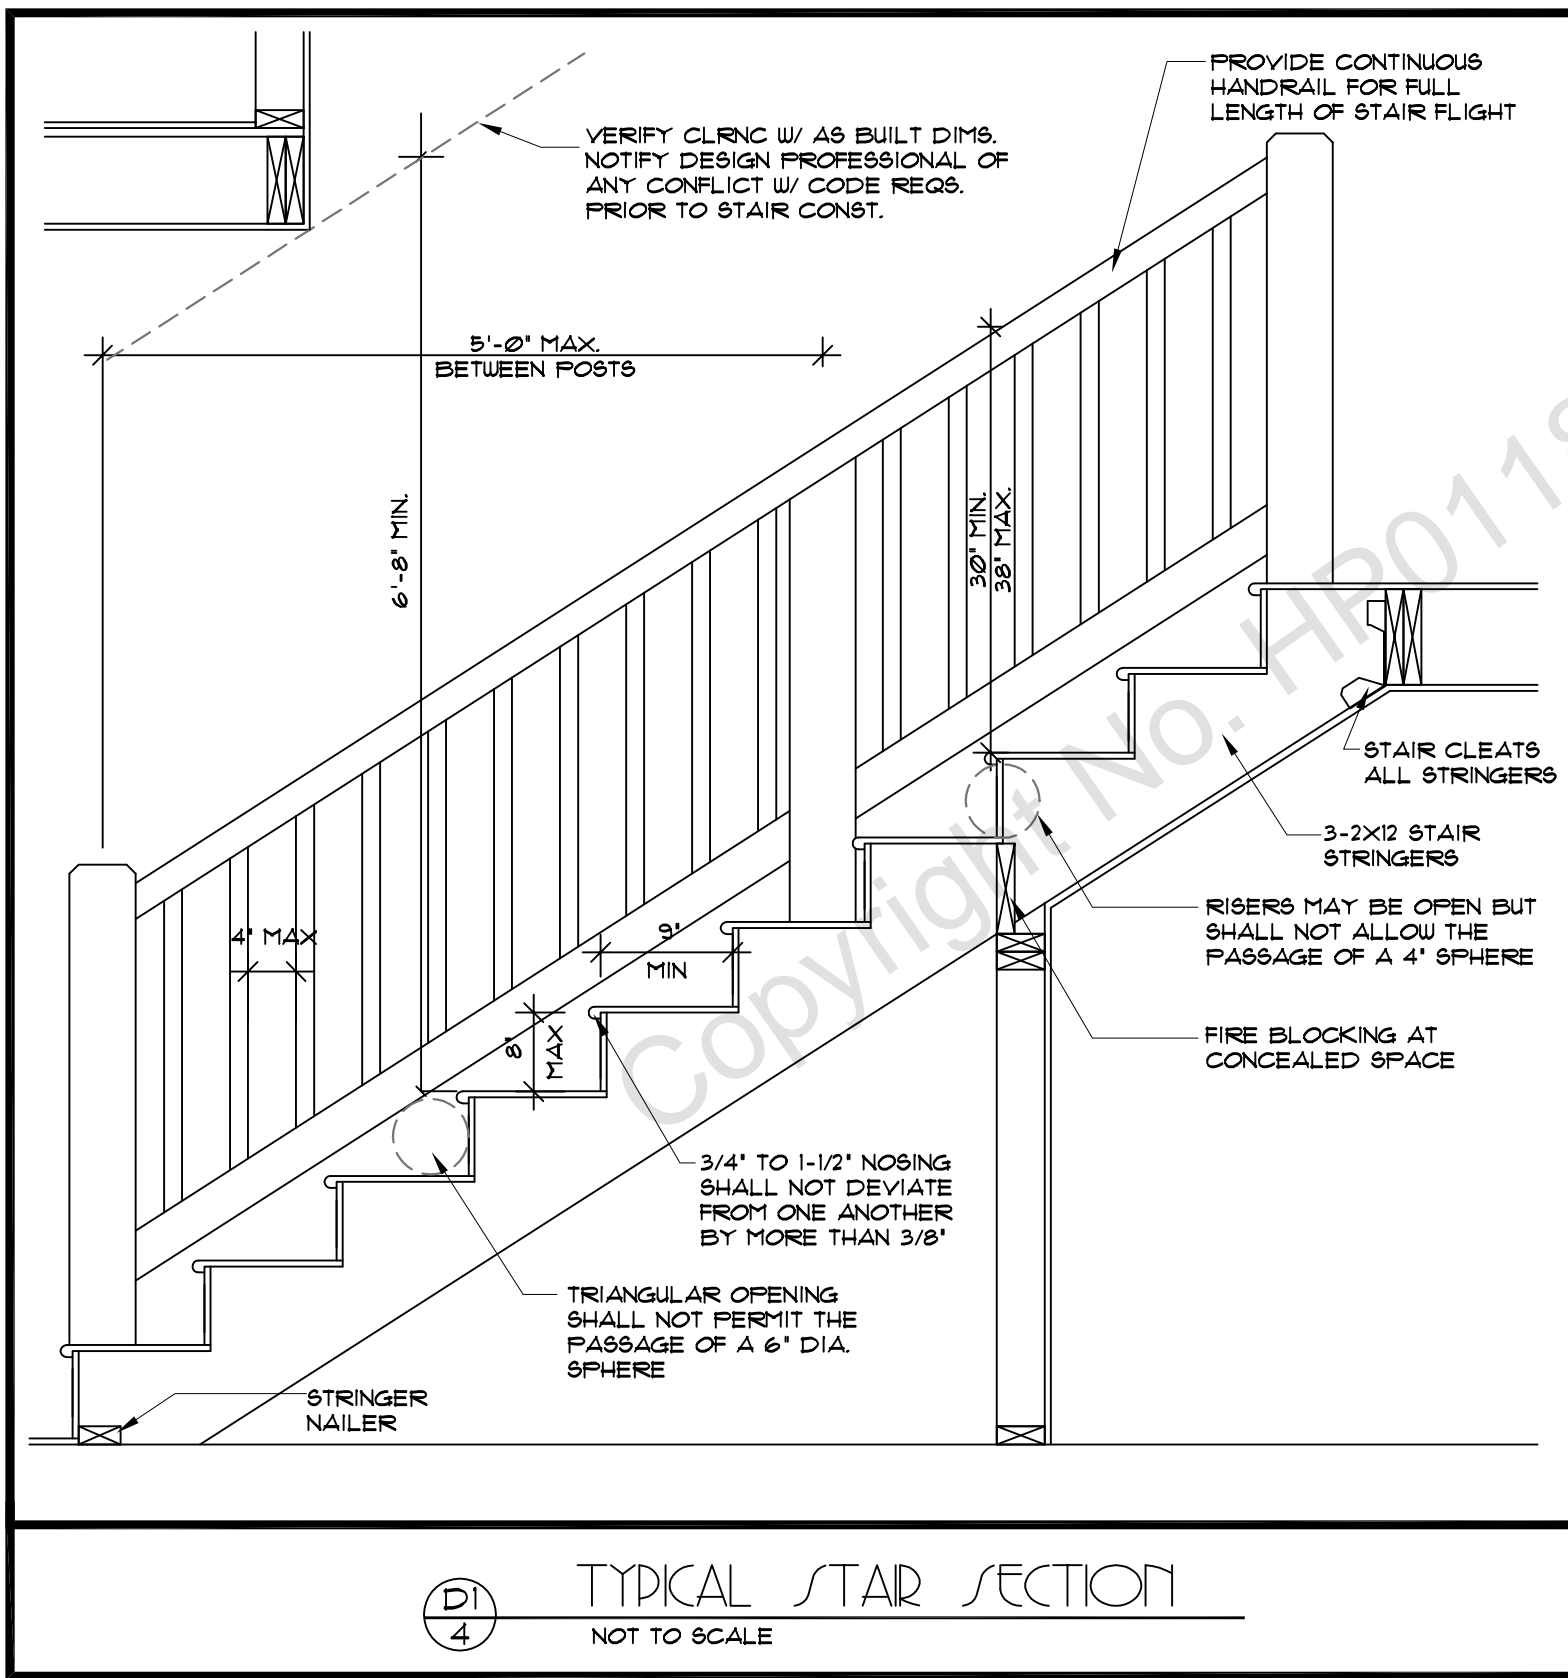 PROVIDE CONTINUOUS
HANDRAIL FOR FULL
LENGTH OF STAIR FLIGHT
VERIFY CLRNC W/ AS BUILT DIMS.
NOTIFY DESIGN PROFESSIONAL OF
ANY CONFLICT W/ CODE REQS.
PRIOR TO STAIR CONST.
5'-0" MAX.
BETWEEN POSTS
6'-8" MIN.
30" MIN.
38" MAX.
4" MAX
9"
MIN
8"
MAX
STAIR CLEATS
ALL STRINGERS
3-2X12 STAIR
STRINGERS
RISERS MAY BE OPEN BUT
SHALL NOT ALLOW THE
PASSAGE OF A 4" SPHERE
FIRE BLOCKING AT
CONCEALED SPACE
3/4" TO 1-1/2" NOSING
SHALL NOT DEVIATE
FROM ONE ANOTHER
BY MORE THAN 3/8"
TRIANGULAR OPENING
SHALL NOT PERMIT THE
PASSAGE OF A 6" DIA.
SPHERE
STRINGER
NAILER
Copyright No. HP011
D1
4
TYPICAL STAIR SECTION
NOT TO SCALE